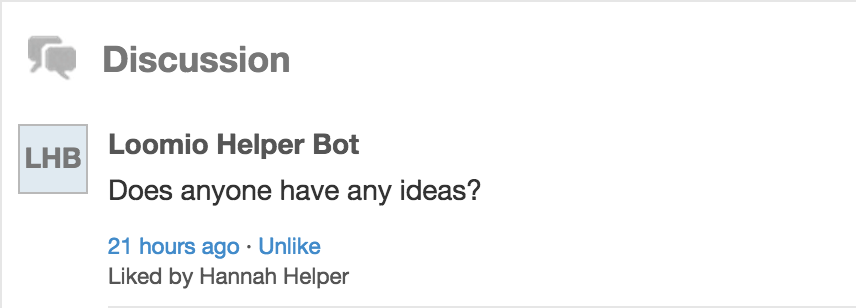 Discussion
LHB
Loomio Helper Bot
Does anyone have any ideas?
21 hours ago · Unlike
Liked by Hannah Helper